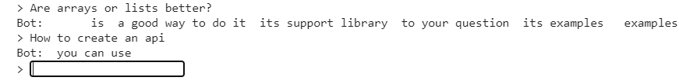 > Are arrays or lists better?
Bot:       is  a good way to do it  its support library  to your question  its examples   examples
> How to create an api
Bot:  you can use
>